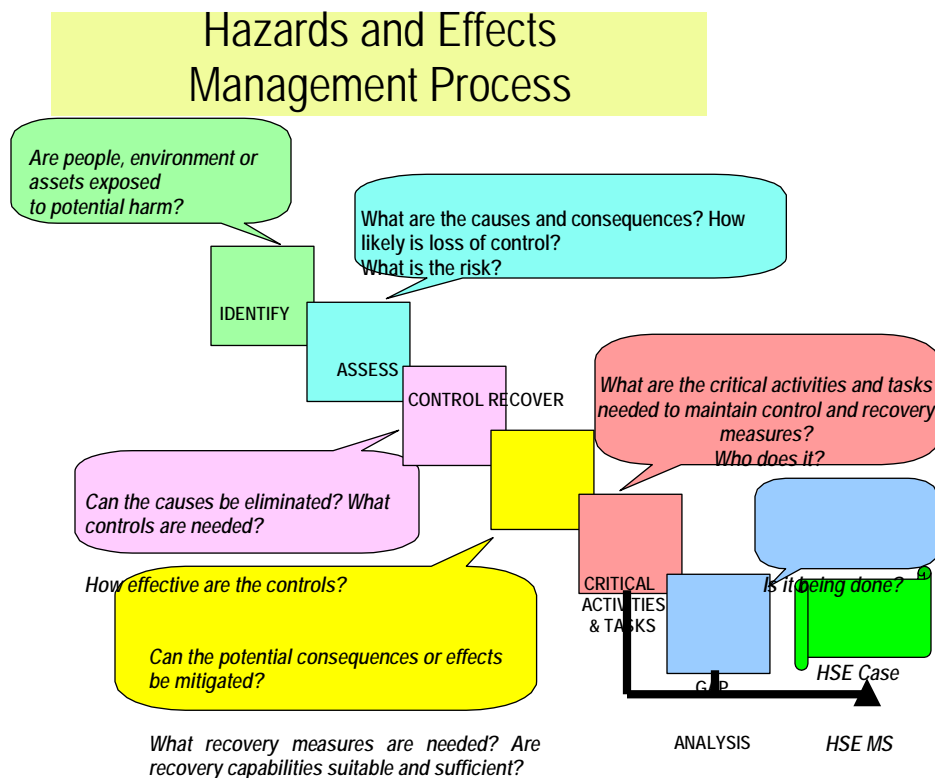 Hazards and Effects
Management Process
Are people, environment or
assets exposed
to potential harm?
What are the causes and consequences? How
likely is loss of control?
What is the risk?
IDENTIFY
ASSESS
CONTROL RECOVER
What are the critical activities and tasks
needed to maintain control and recovery
measures?
Who does it?
Can the causes be eliminated? What
controls are needed?
How effective are the controls?
CRITICAL
ACTIVITIES
& TASKS
Is it being done?
Can the potential consequences or effects
be mitigated?
HSE Case
GAP
ANALYSIS
HSE MS
What recovery measures are needed? Are
recovery capabilities suitable and sufficient?